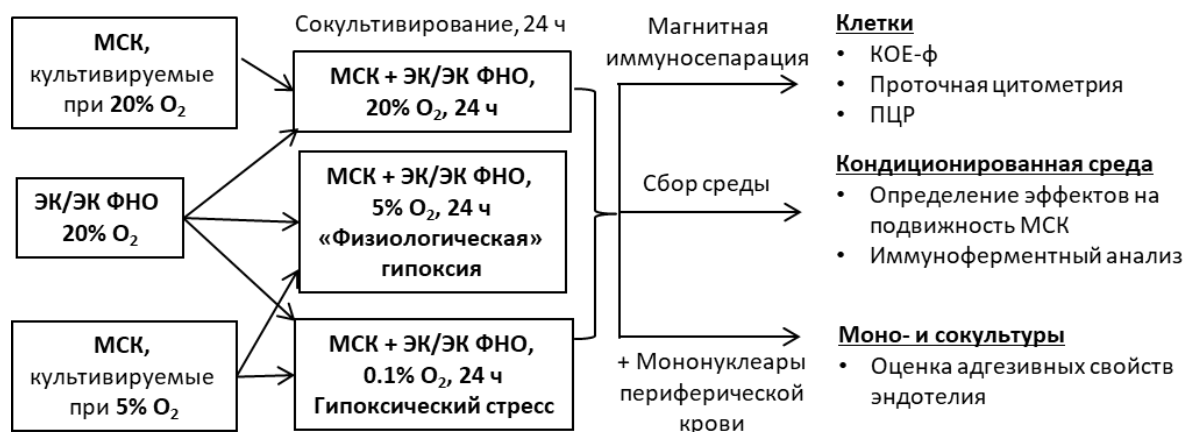 МСК,
культивируемые
при 20% O₂
ЭК/ЭК ФНО
20% O₂
МСК,
культивируемые
при 5% O₂
Сокультивирование, 24 ч
МСК + ЭК/ЭК ФНО,
20% O₂, 24 ч
МСК + ЭК/ЭК ФНО,
5% O₂, 24 ч
«Физиологическая»
гипоксия
МСК + ЭК/ЭК ФНО,
0.1% O₂, 24 ч
Гипоксический стресс
Магнитная
иммуносепарация
Сбор среды
+ Мононуклеары
периферической
крови
Клетки
• КОЕ-ф
• Проточная цитометрия
• ПЦР
Кондиционированная среда
• Определение эффектов на
подвижность МСК
• Иммуноферментный анализ
Моно- и сокультуры
• Оценка адгезивных свойств
эндотелия